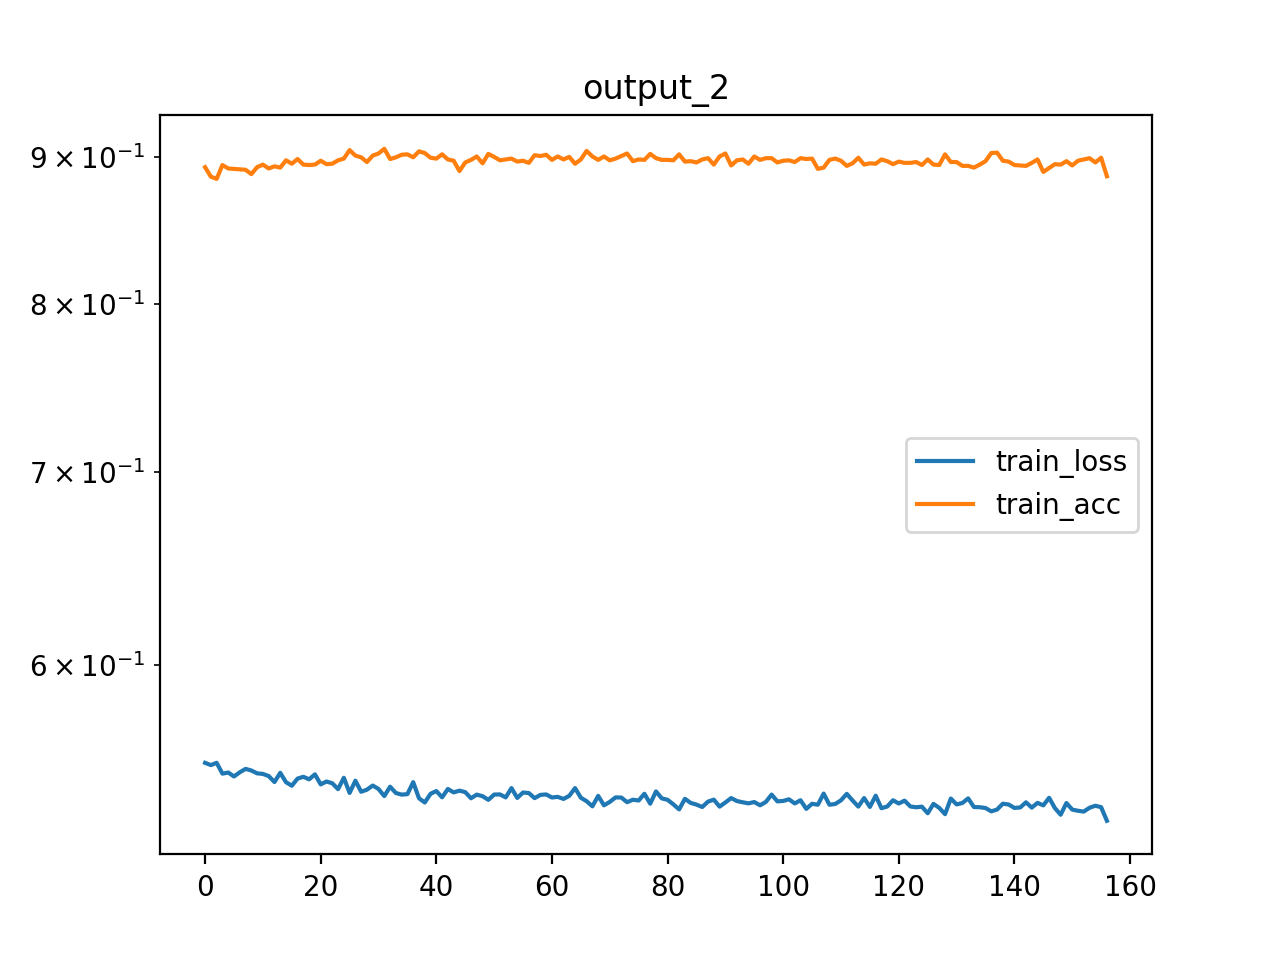 output_2
9 × 10⁻¹
8 × 10⁻¹
7 × 10⁻¹
6 × 10⁻¹
train_loss
train_acc
0 20 40 60 80 100 120 140 160